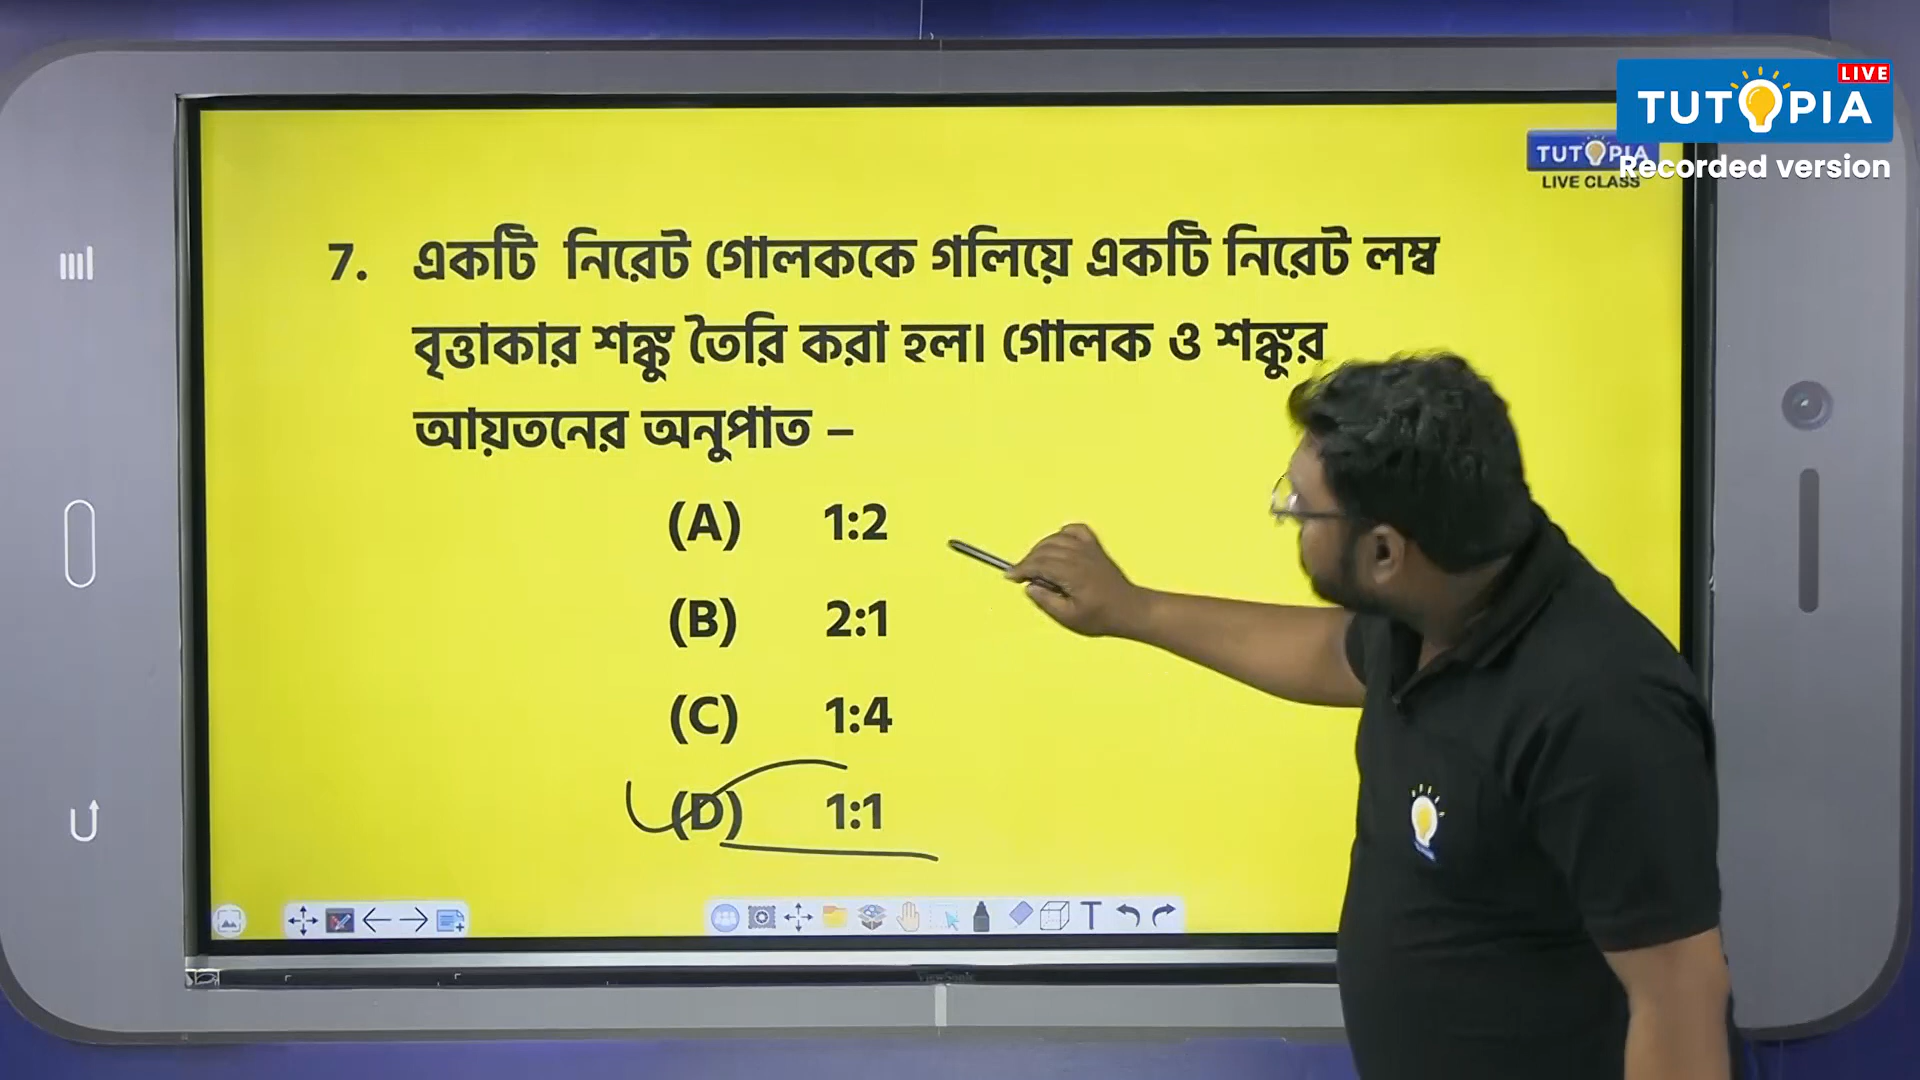 LIVE
TUTOPIA
Recorded version
TUTOPIA
LIVE CLASS
7. একটি নিরেট গোলককে গলিয়ে একটি নিরেট লম্ব
বৃত্তাকার শঙ্কু তৈরি করা হল। গোলক ও শঙ্কুর
আয়তনের অনুপাত –
(A) 1:2
(B) 2:1
(C) 1:4
(D) 1:1
T
ViewSonic